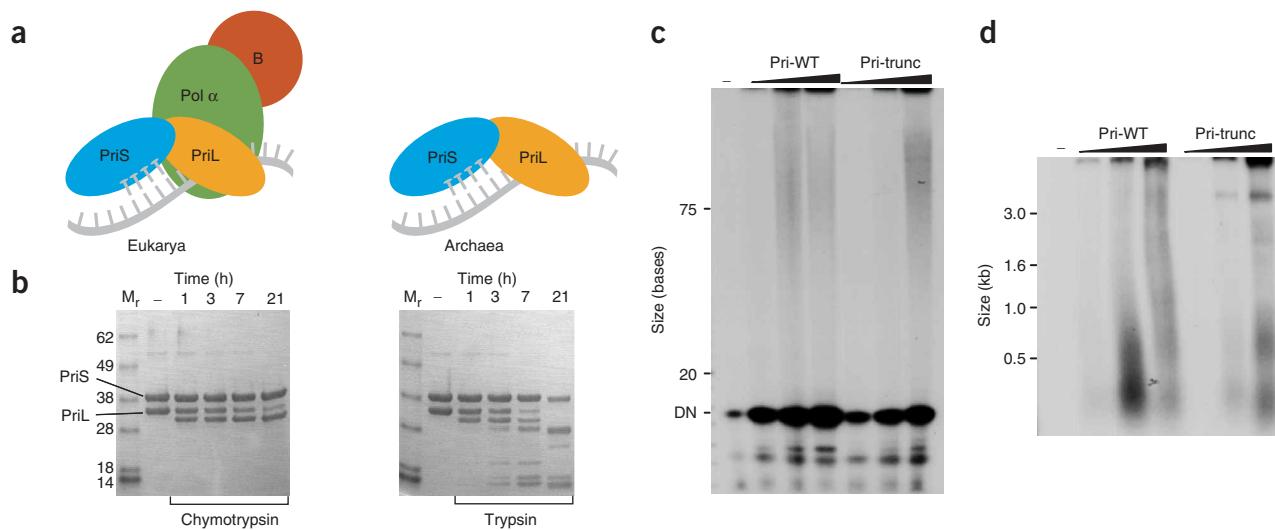 a
B
Pol α
PriS
PriL
Eukarya
PriS
PriL
Archaea
b
Time (h)
Mr – 1 3 7 21
62
49
PriS
38
PriL
28
18
14
Chymotrypsin
Time (h)
Mr – 1 3 7 21
Trypsin
c
– Pri-WT Pri-trunc
Size (bases)
75
20
DN
d
– Pri-WT Pri-trunc
Size (kb)
3.0
1.6
1.0
0.5